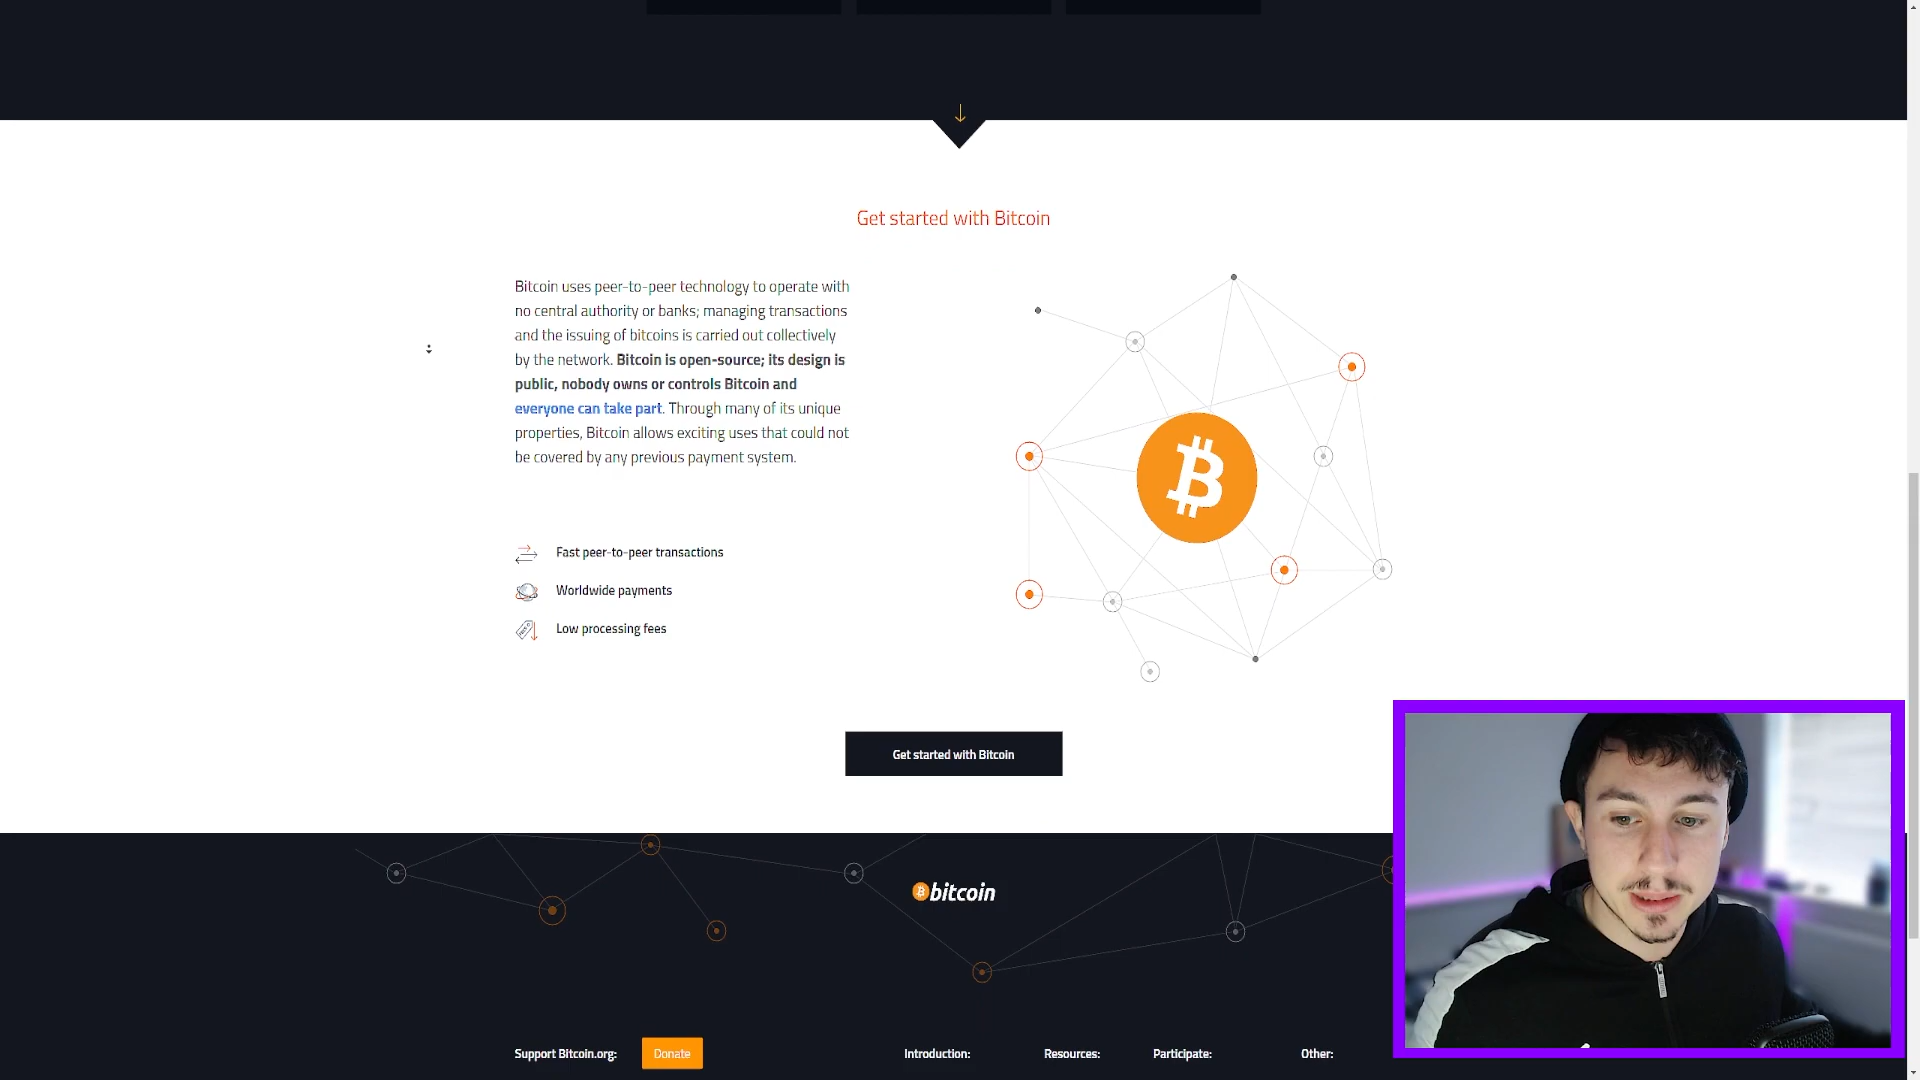 Get started with Bitcoin
Bitcoin uses peer-to-peer technology to operate with
no central authority or banks; managing transactions
and the issuing of bitcoins is carried out collectively
by the network. Bitcoin is open-source; its design is
public, nobody owns or controls Bitcoin and
everyone can take part. Through many of its unique
properties, Bitcoin allows exciting uses that could not
be covered by any previous payment system.
Fast peer-to-peer transactions
Worldwide payments
Low processing fees
Get started with Bitcoin
bitcoin
Support Bitcoin.org: Donate Introduction: Resources: Participate: Other: